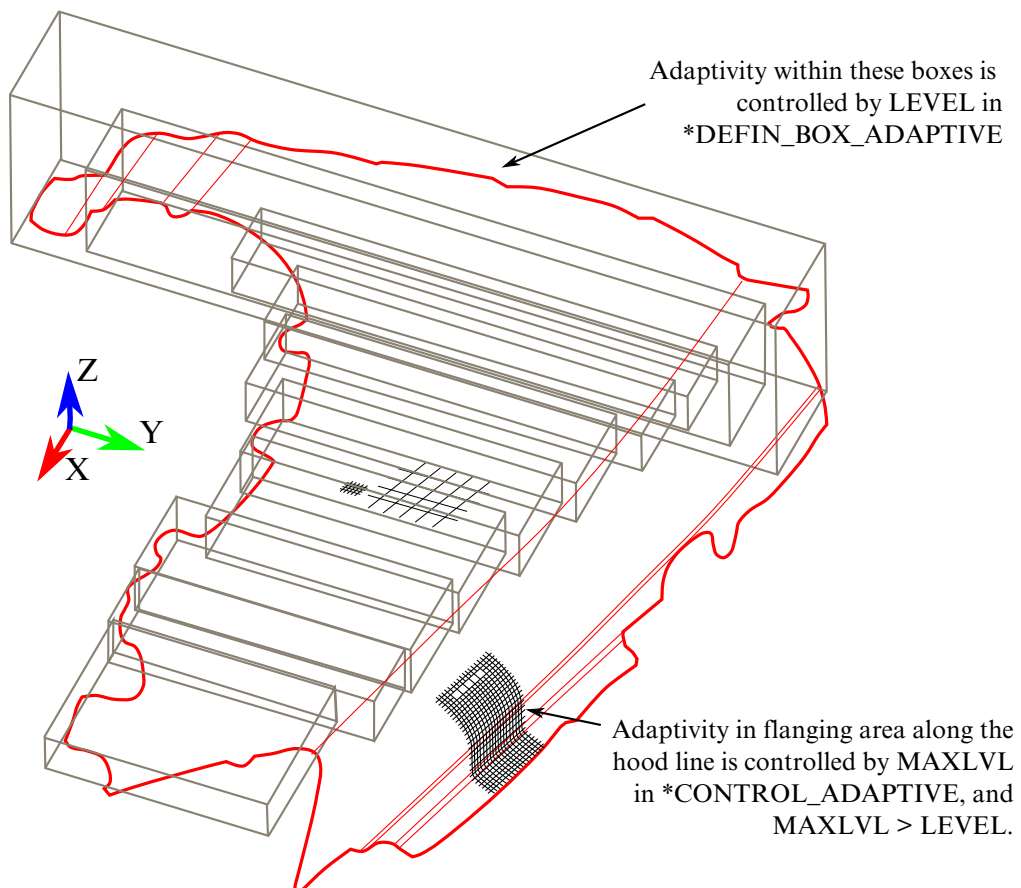 Adaptivity within these boxes is
controlled by LEVEL in
*DEFIN_BOX_ADAPTIVE
Z
Y
X
Adaptivity in flanging area along the
hood line is controlled by MAXLVL
in *CONTROL_ADAPTIVE, and
MAXLVL > LEVEL.